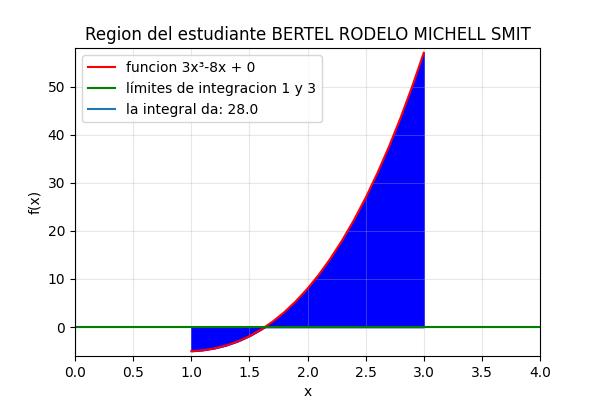 Region del estudiante BERTEL RODELO MICHELL SMIT
funcion 3x³-8x + 0
límites de integracion 1 y 3
la integral da: 28.0
f(x)
50
40
30
20
10
0
0.0 0.5 1.0 1.5 2.0 2.5 3.0 3.5 4.0
x